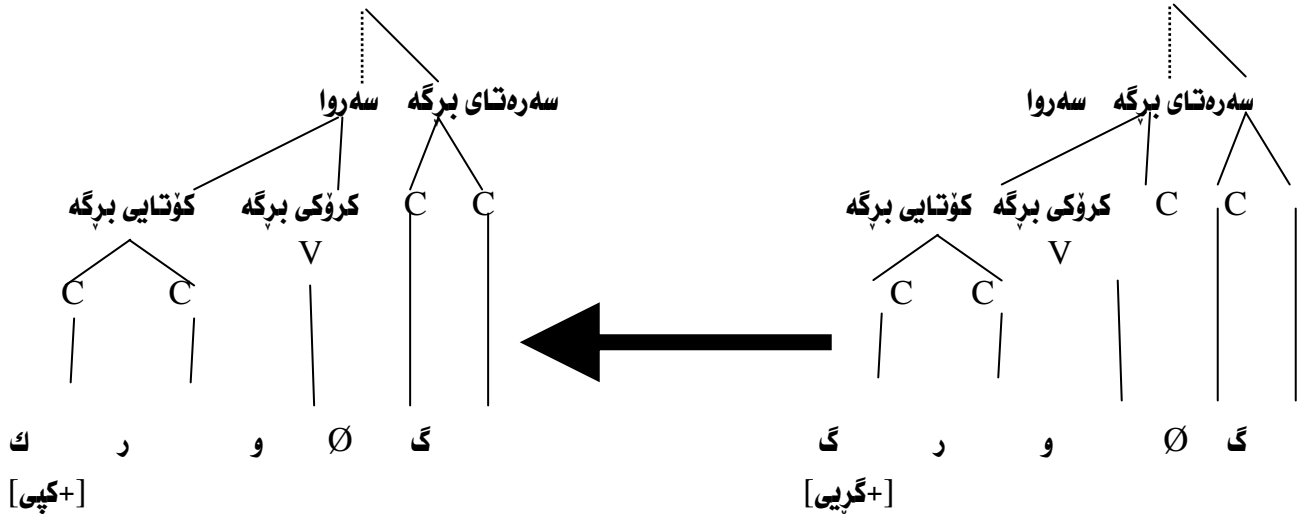 سەرەتای بڕگە سەروا
C C کرۆکی بڕگە کۆتایی بڕگە
V
C C
گ Ø و ر گ
[+گڕیی]
سەرەتای بڕگە سەروا
C C کرۆکی بڕگە کۆتایی بڕگە
V
C C
گ Ø و ر ك
[+کپی]